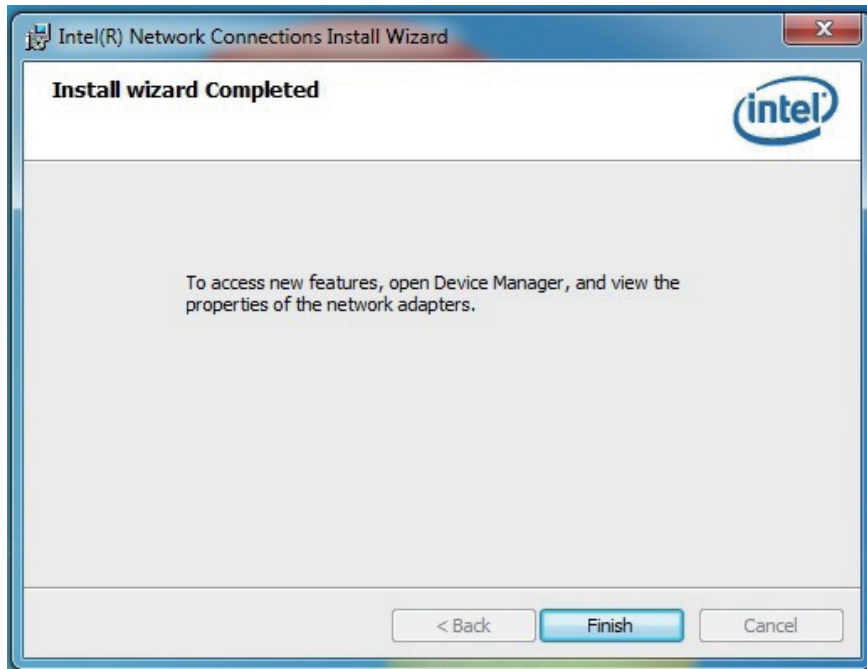 Intel(R) Network Connections Install Wizard
Install wizard Completed
intel
To access new features, open Device Manager, and view the
properties of the network adapters.
< Back
Finish
Cancel